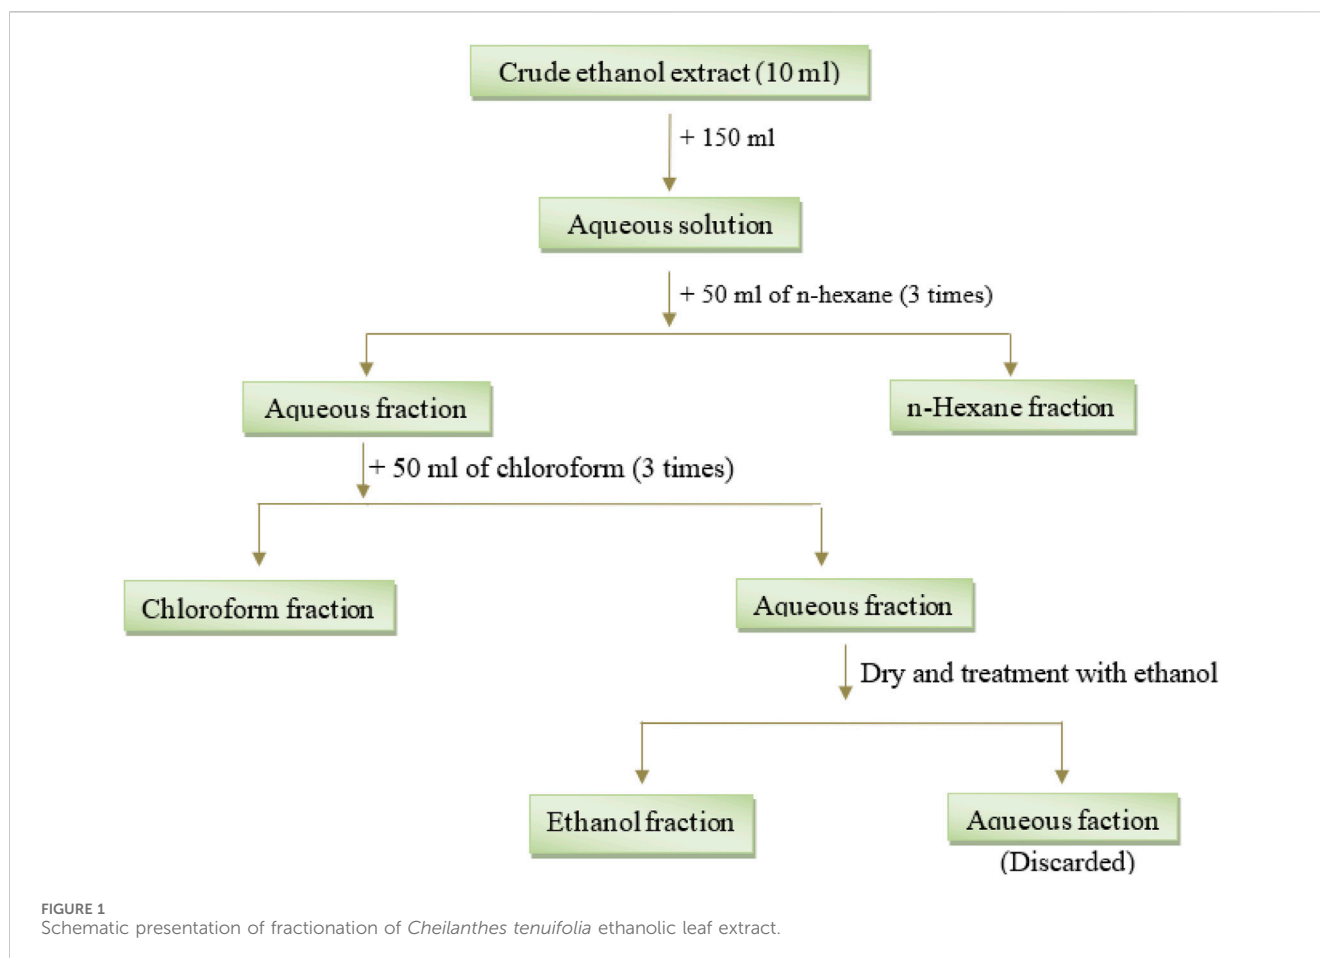 Crude ethanol extract (10 ml)
+ 150 ml
Aqueous solution
+ 50 ml of n-hexane (3 times)
Aqueous fraction
n-Hexane fraction
+ 50 ml of chloroform (3 times)
Chloroform fraction
Aqueous fraction
Dry and treatment with ethanol
Ethanol fraction
Aqueous faction
(Discarded)
FIGURE 1
Schematic presentation of fractionation of Cheilanthes tenuifolia ethanolic leaf extract.